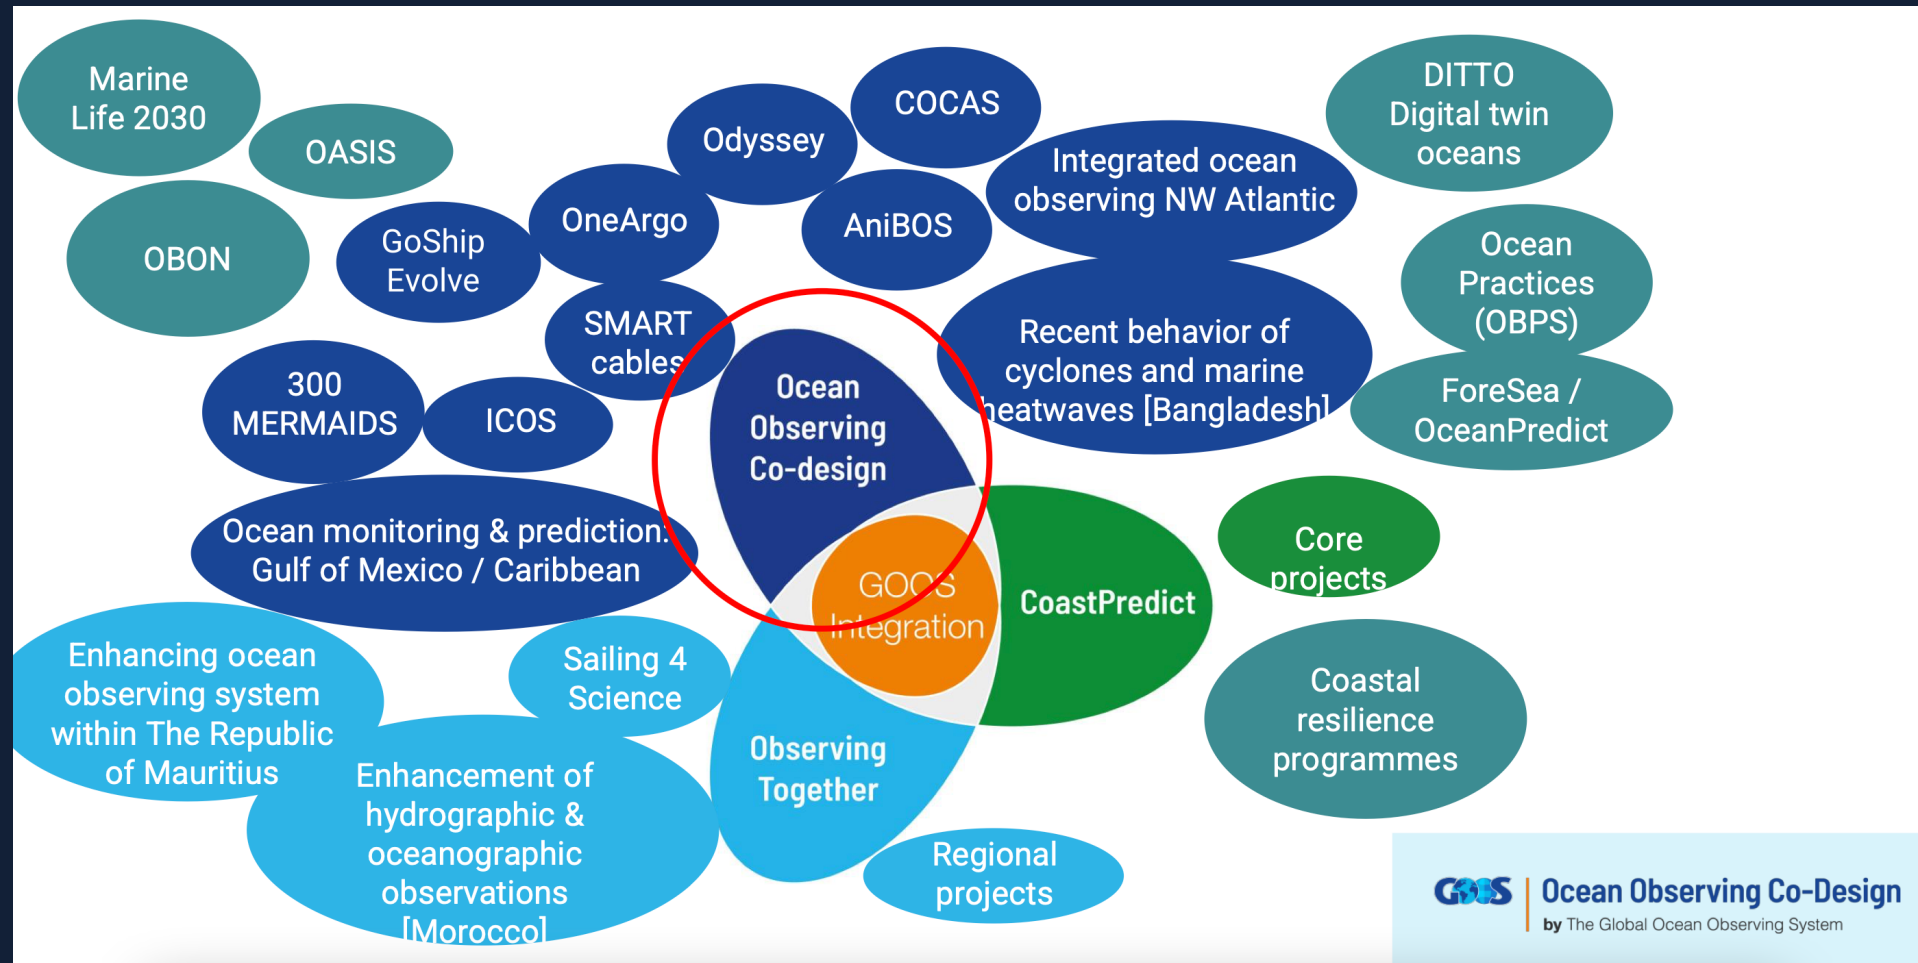 Marine
Life 2030
OASIS
OBON
GoShip
Evolve
OneArgo
Odyssey
COCAS
AniBOS
Integrated ocean
observing NW Atlantic
DITTO
Digital twin
oceans
Ocean
Practices
(OBPS)
ForeSea /
OceanPredict
SMART
cables
300
MERMAIDS
ICOS
Recent behavior of
cyclones and marine
heatwaves [Bangladesh]
Ocean
Observing
Co-design
Ocean monitoring & prediction:
Gulf of Mexico / Caribbean
GOOS
Integration
CoastPredict
Core
projects
Coastal
resilience
programmes
Enhancing ocean
observing system
within The Republic
of Mauritius
Sailing 4
Science
Enhancement of
hydrographic &
oceanographic
observations
[Morocco]
Observing
Together
Regional
projects
GOOS
Ocean Observing Co-Design
by The Global Ocean Observing System